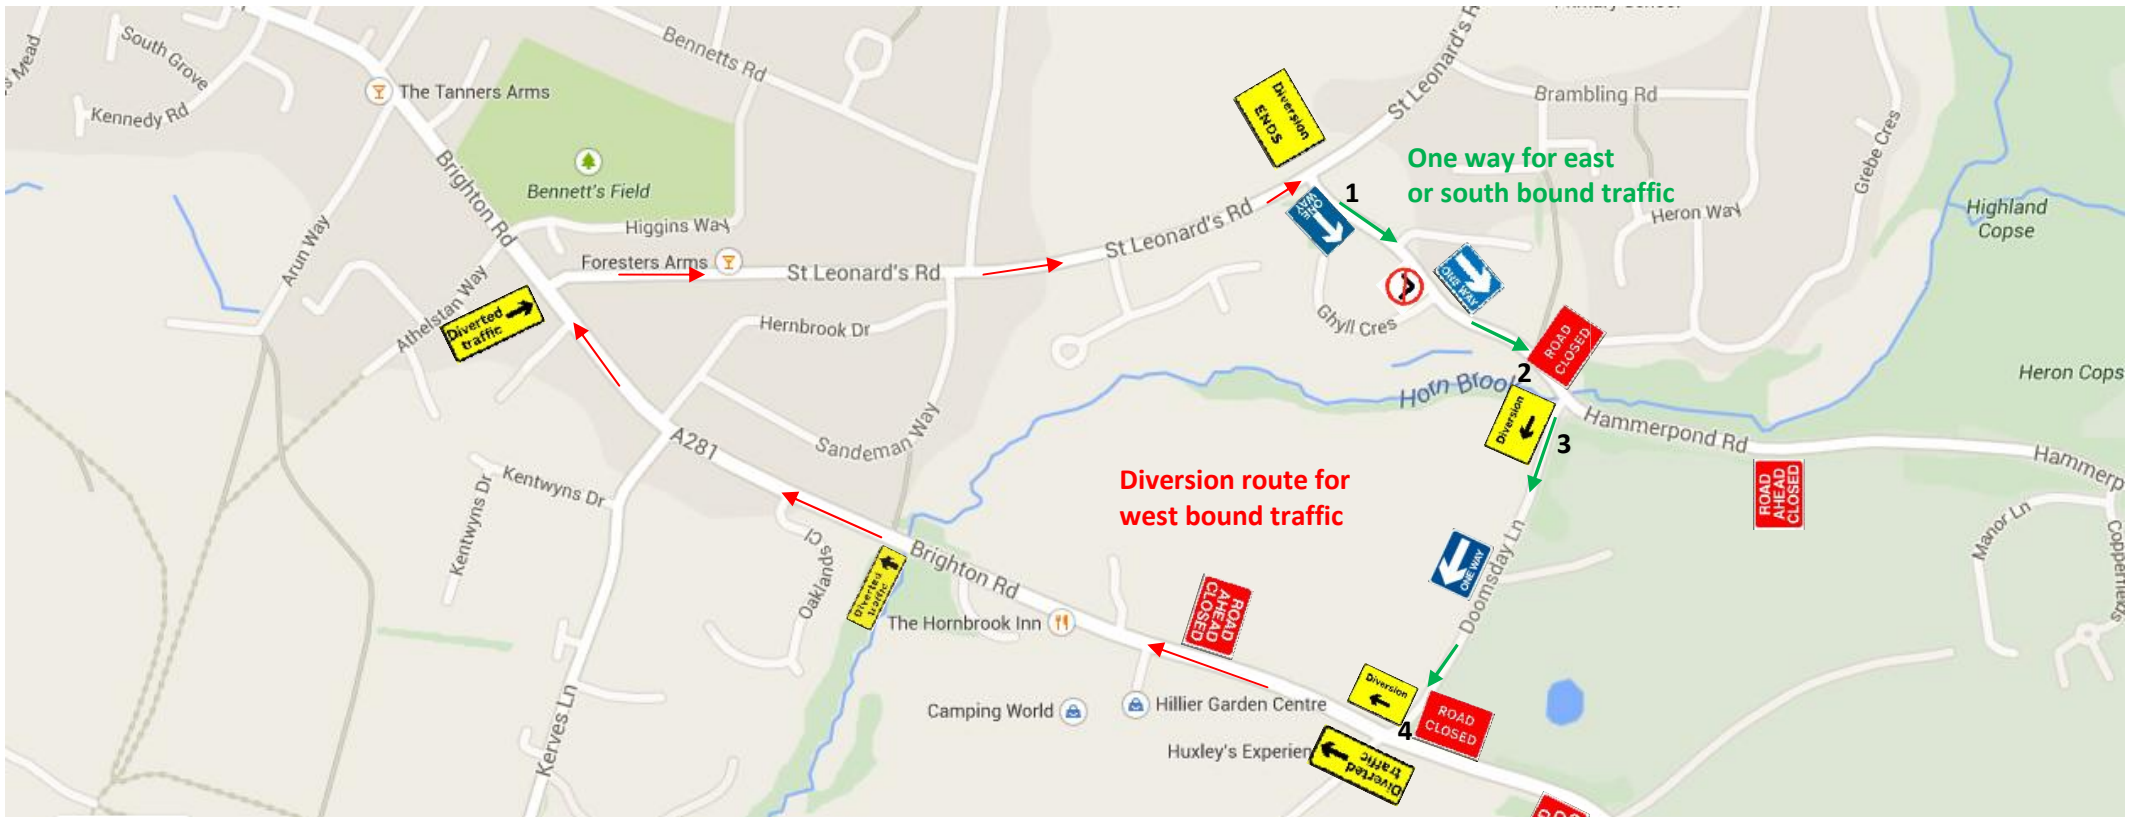 South Grove
Kennedy Rd
The Tanners Arms
Bennetts Rd
Brighton Rd
Bennett's Field
Higgins Way
Arun Way
Athelstan Way
Foresters Arms
St Leonard's Rd
St Leonard's Rd
Diverted
traffic
Hernbrook Dr
Sandeman Way
A281
Kentwyns Dr
Kentwyns Dr
Kerves Ln
Oaklands Cl
Diverted
traffic
Brighton Rd
The Hornbrook Inn
Camping World
Hillier Garden Centre
ROAD
AHEAD
CLOSED
Diversion route for
west bound traffic
Diversion
ENDS
St Leonard's
Brambling Rd
Grebe Cres
One way for east
or south bound traffic
1
ONE
WAY
Heron Way
Highland
Copse
ONE WAY
Ghyll Cres
ROAD
CLOSED
2
Horn Brook
Diversion
3
Hammerpond Rd
Heron Cops
ROAD
AHEAD
CLOSED
Hammerp
Manor Ln
ONE WAY
Doomsday Ln
Diversion
ROAD
CLOSED
4
Huxley's Experien
Diverted
traffic